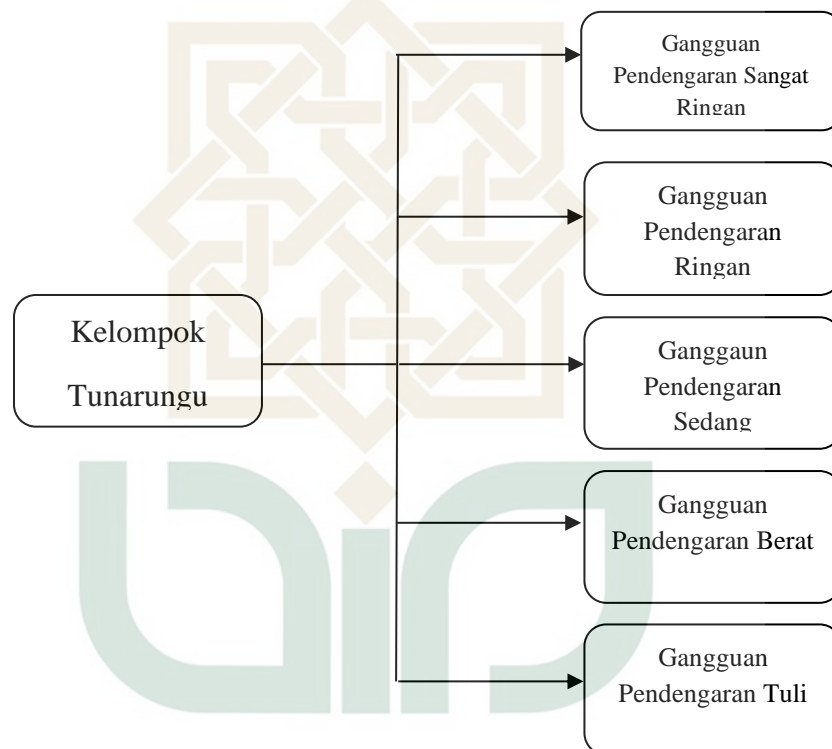 Gangguan
Pendengaran Sangat
Ringan
Gangguan
Pendengaran
Ringan
Kelompok
Tunarungu
Ganggaun
Pendengaran
Sedang
Gangguan
Pendengaran Berat
Gangguan
Pendengaran Tuli